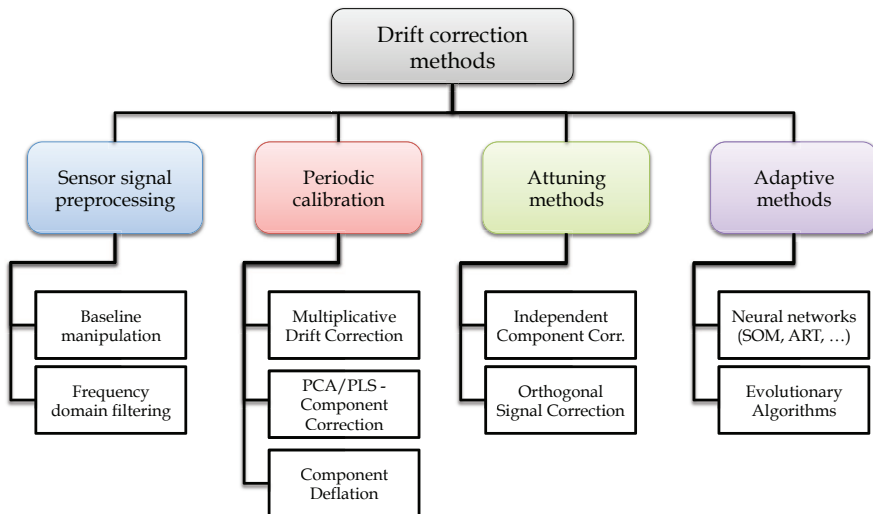 Drift correction
methods
Sensor signal
preprocessing
Periodic
calibration
Attuning
methods
Adaptive
methods
Baseline
manipulation
Frequency
domain filtering
Multiplicative
Drift Correction
PCA/PLS -
Component
Correction
Component
Deflation
Independent
Component Corr.
Orthogonal
Signal Correction
Neural networks
(SOM, ART, ...)
Evolutionary
Algorithms